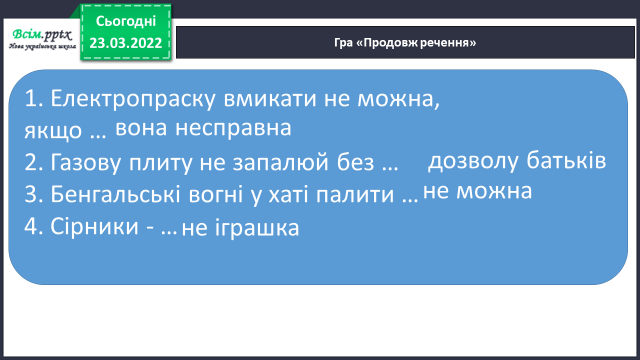 Всім.pptx
Нова українська школа
Сьогодні
23.03.2022
Гра «Продовж речення»
1. Електропраску вмикати не можна,
якщо … вона несправна
2. Газову плиту не запалюй без … дозволу батьків
3. Бенгальські вогні у хаті палити … не можна
4. Сірники - … не іграшка